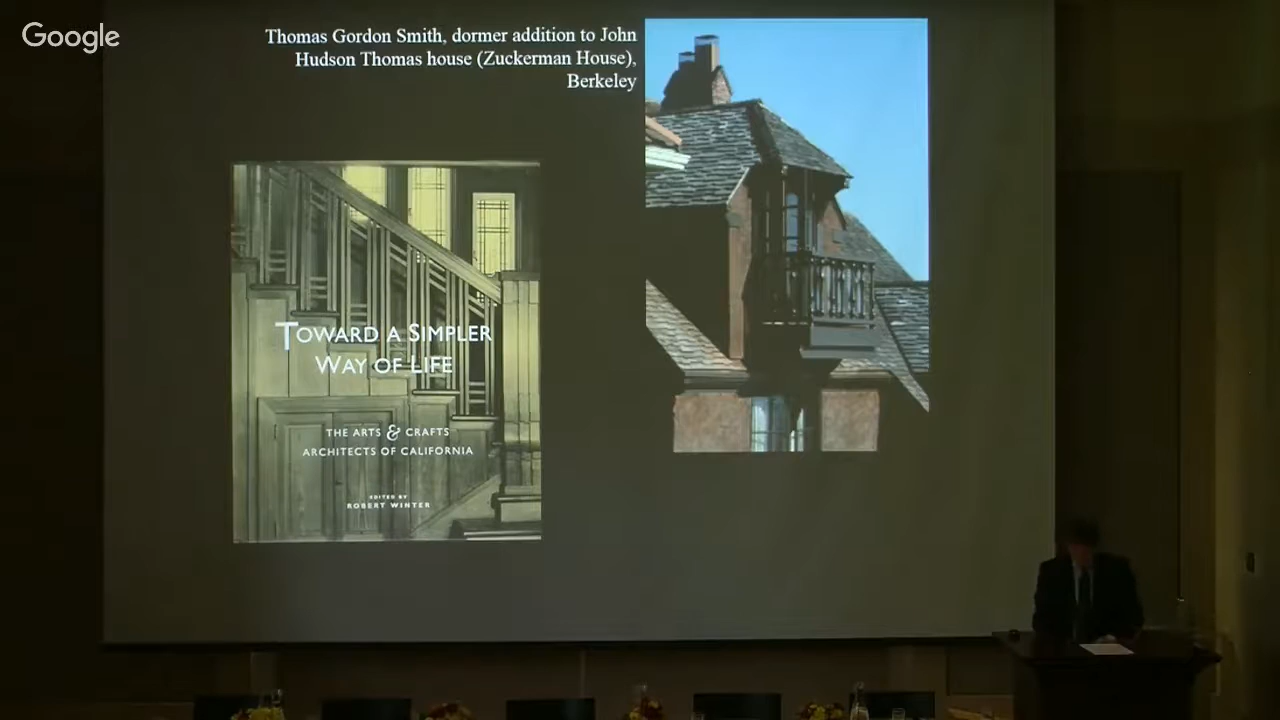 Google
Thomas Gordon Smith, dormer addition to John
Hudson Thomas house (Zuckerman House),
Berkeley
TOWARD A SIMPLER
WAY OF LIFE
THE ARTS & CRAFTS
ARCHITECTS OF CALIFORNIA
EDITED BY
ROBERT WINTER